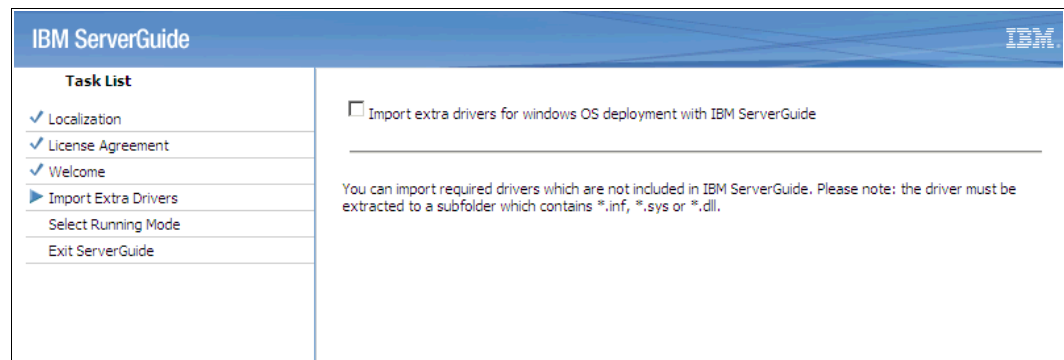 IBM ServerGuide
IBM.
Task List
Localization
License Agreement
Welcome
Import Extra Drivers
Select Running Mode
Exit ServerGuide
Import extra drivers for windows OS deployment with IBM ServerGuide
You can import required drivers which are not included in IBM ServerGuide. Please note: the driver must be
extracted to a subfolder which contains *.inf, *.sys or *.dll.